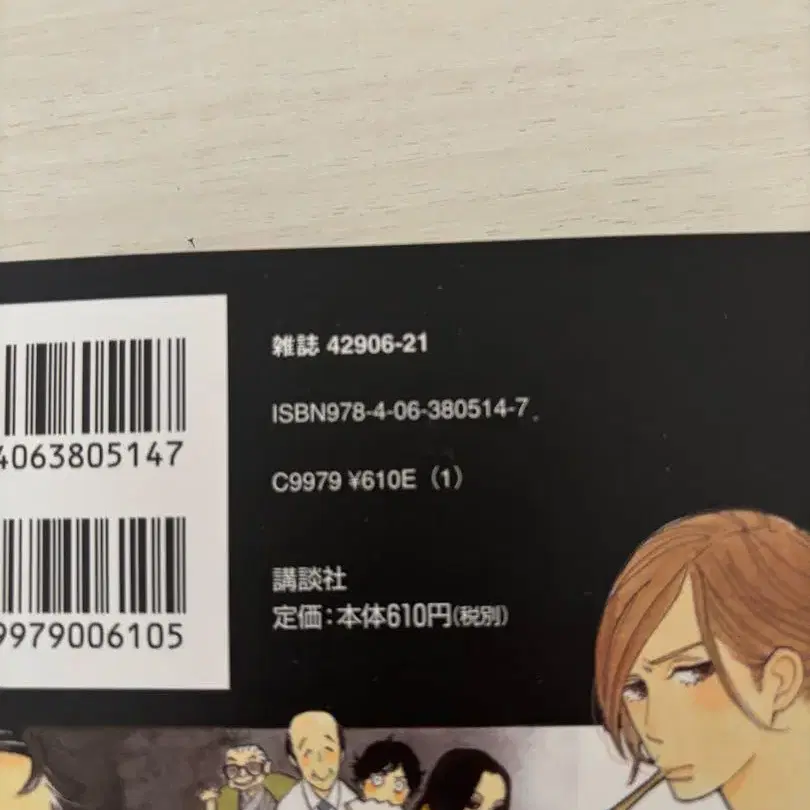 雑誌 42906-21
ISBN978-4-06-380514-7
C9979 ¥610E (1)
講談社
定価:本体610円(税別)
4063805147
9979006105